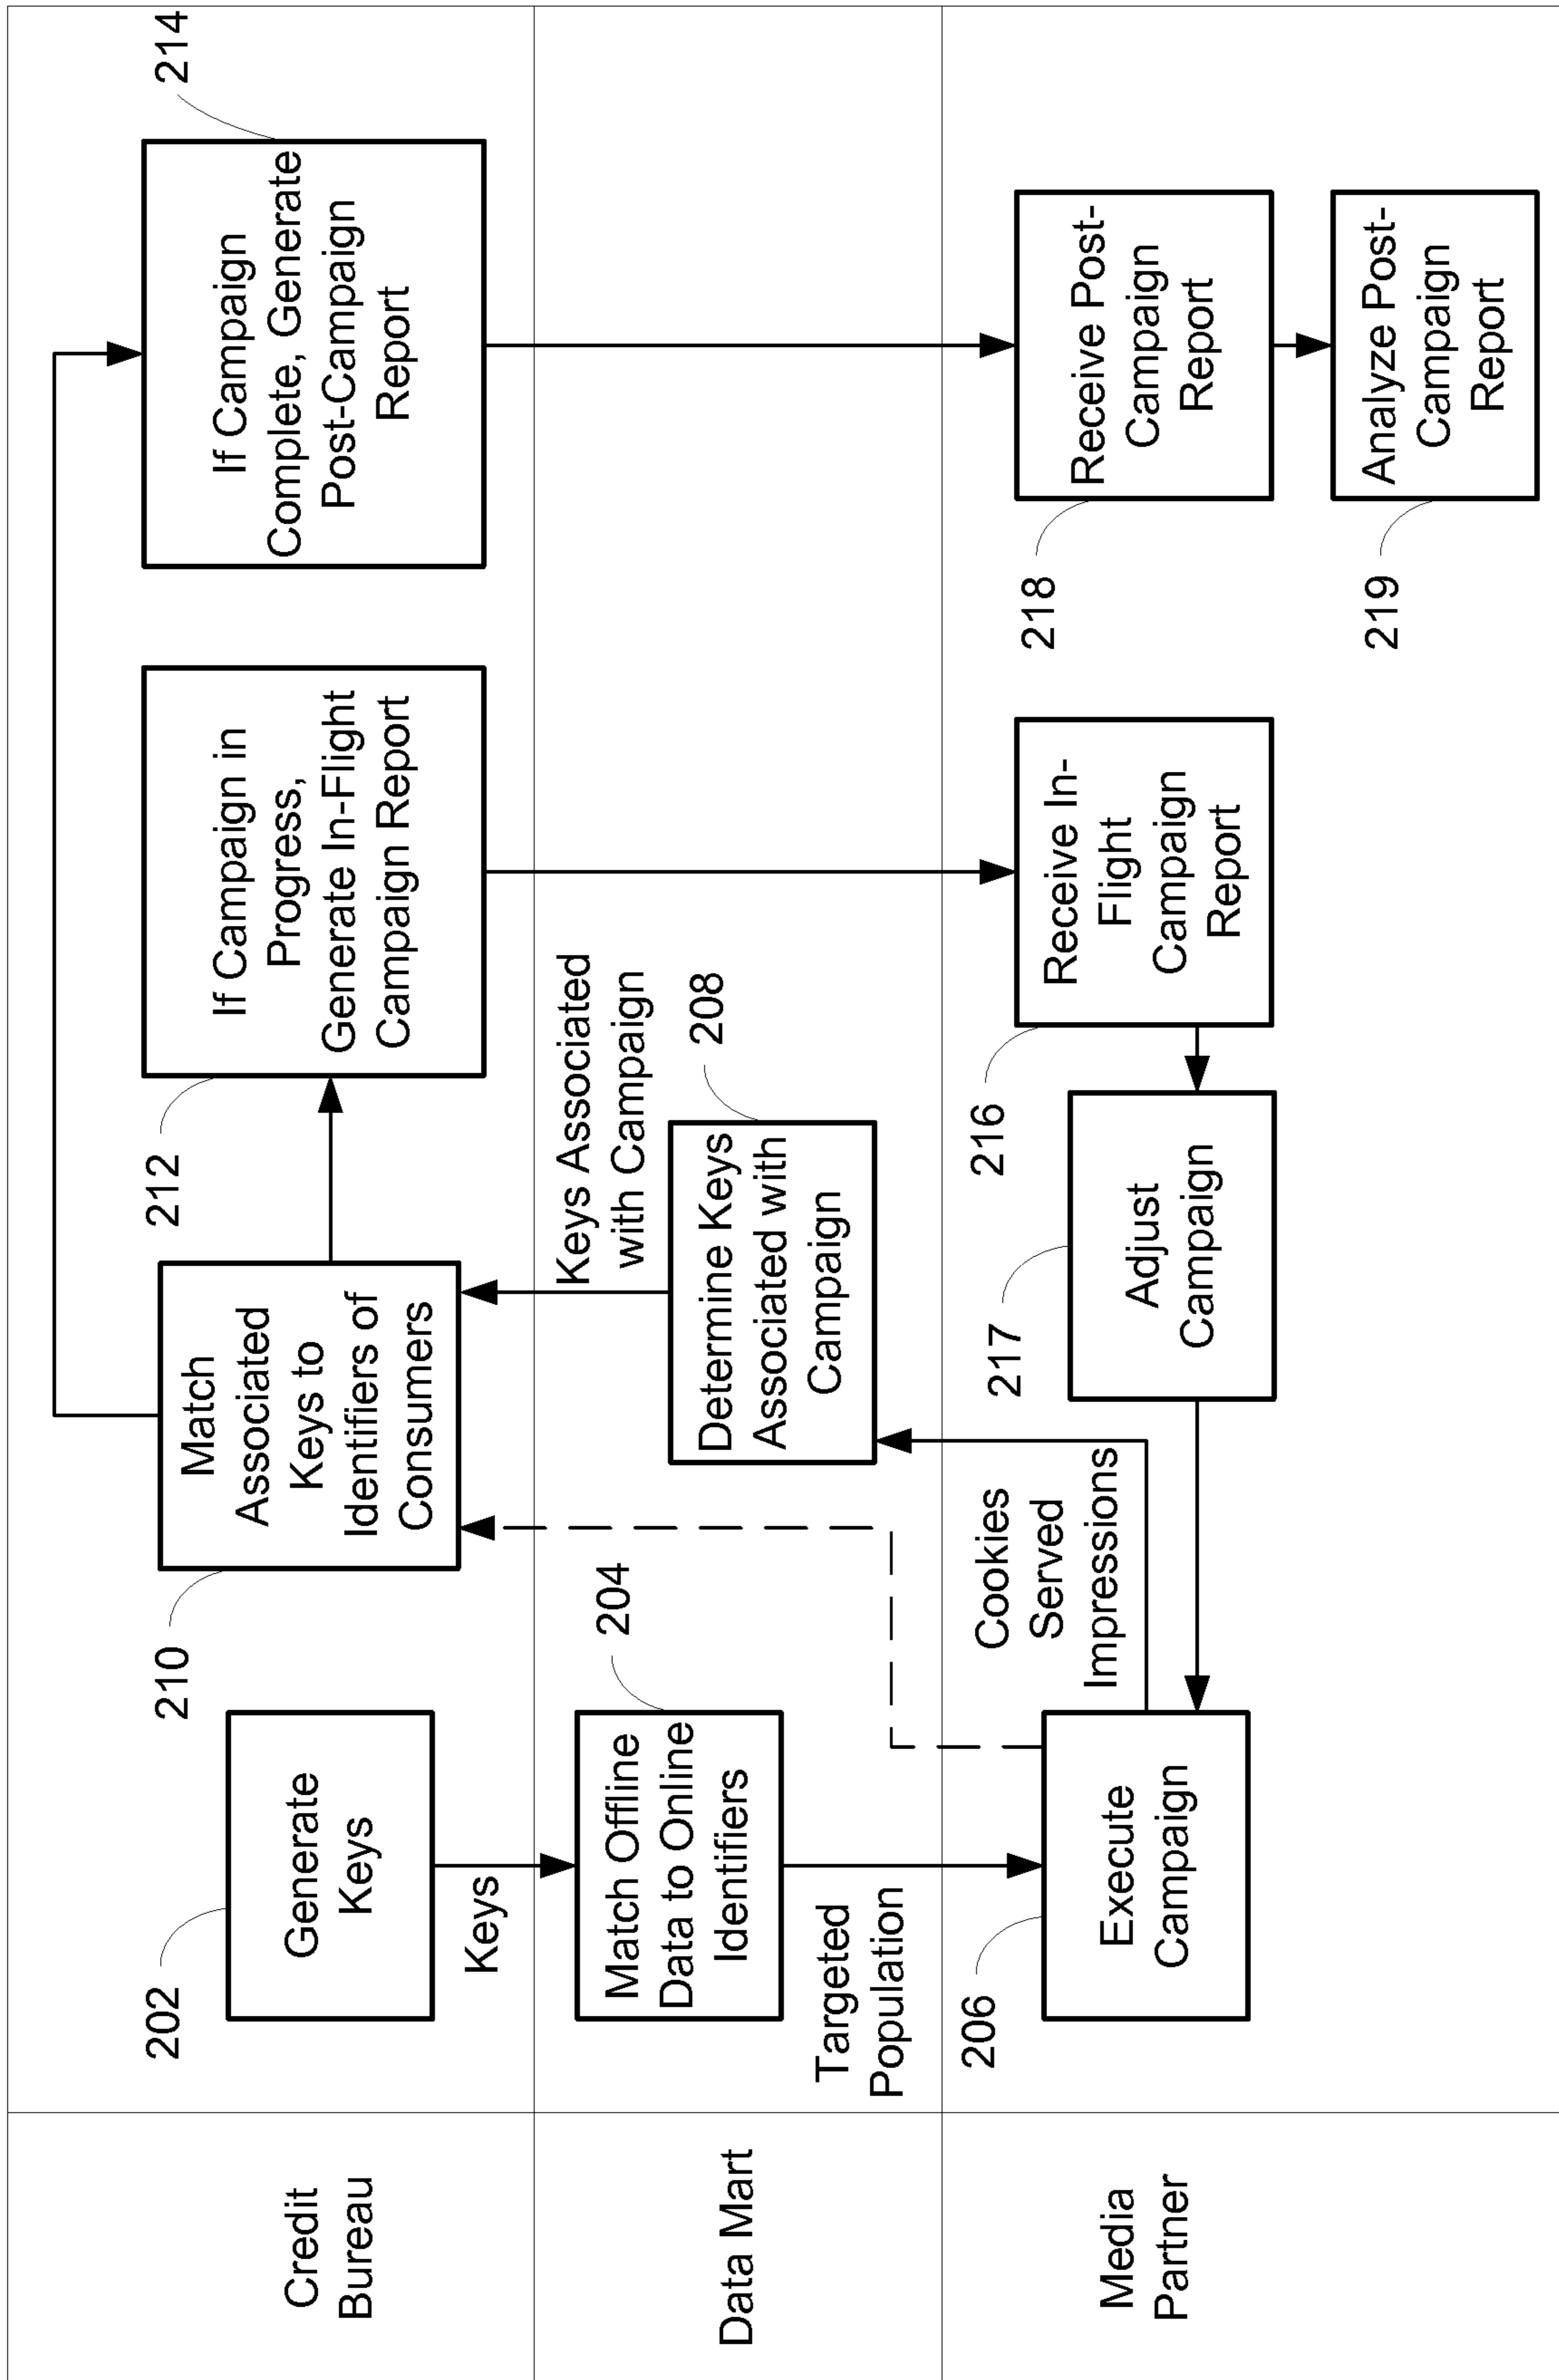 Credit
Bureau
202
Generate
Keys
Keys
210
Match
Associated
Keys to
Identifiers of
Consumers
212
If Campaign in
Progress,
Generate In-Flight
Campaign Report
If Campaign
Complete, Generate
Post-Campaign
Report
214
Data Mart
Match Offline
Data to Online
Identifiers
204
Targeted
Population
Determine Keys
Associated with
Campaign
208
Keys Associated
with Campaign
Media
Partner
206
Execute
Campaign
Cookies
Served
Impressions
217
Adjust
Campaign
216
Receive In-
Flight
Campaign
Report
218
Receive Post-
Campaign
Report
219
Analyze Post-
Campaign
Report